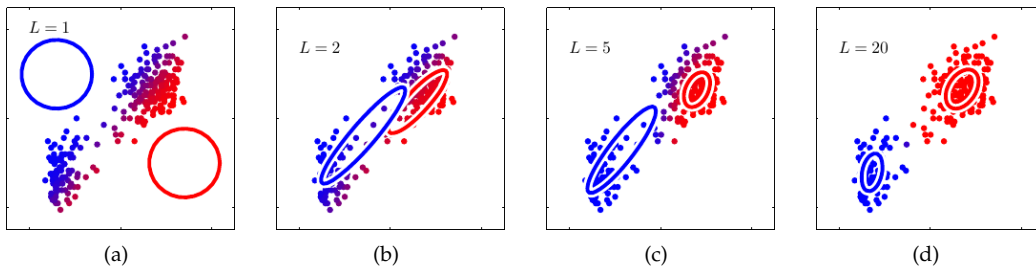 L = 1
L = 2
L = 5
L = 20
(a)
(b)
(c)
(d)